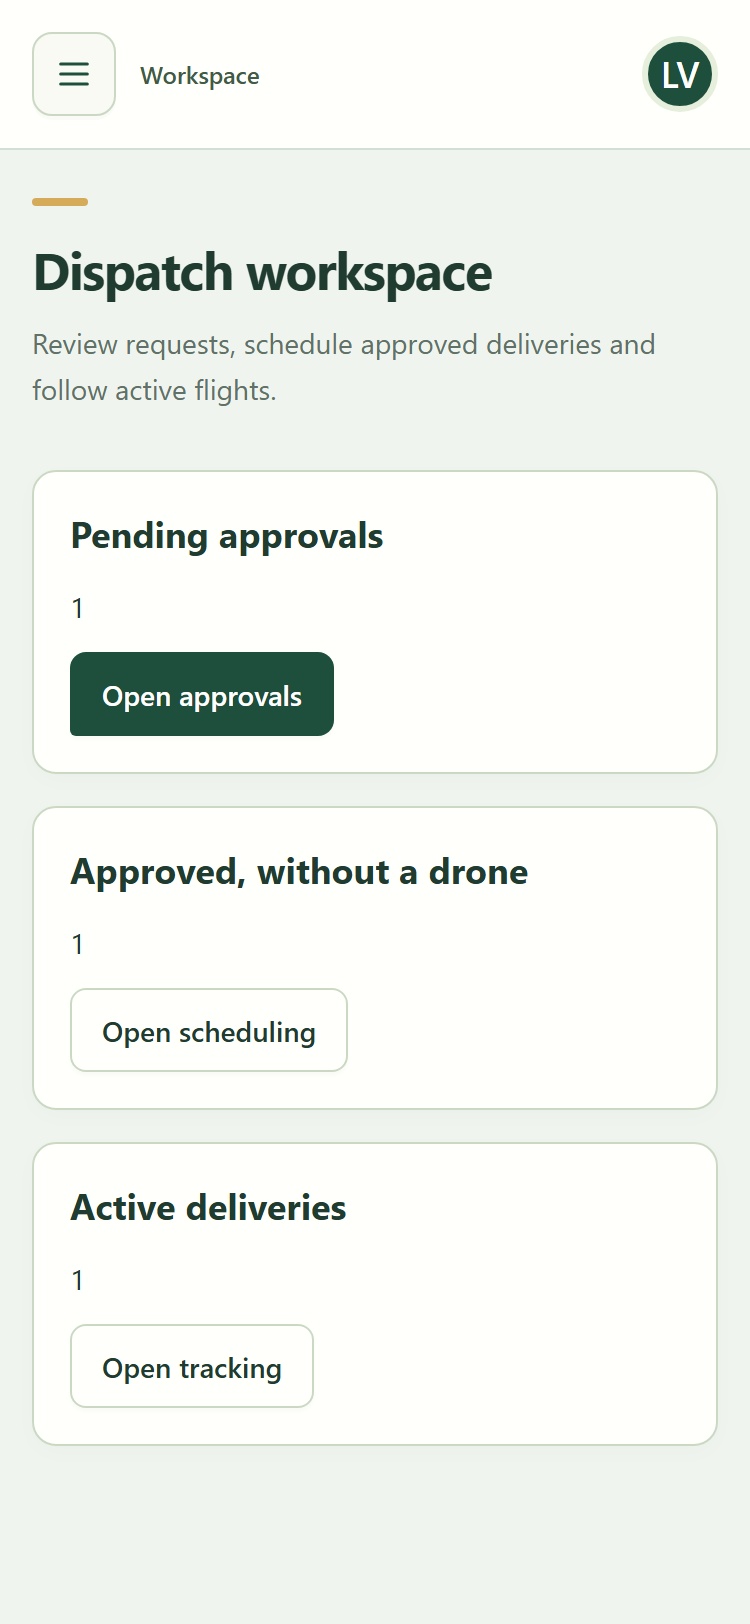 Workspace
LV
Dispatch workspace
Review requests, schedule approved deliveries and
follow active flights.
Pending approvals
1
Open approvals
Approved, without a drone
1
Open scheduling
Active deliveries
1
Open tracking